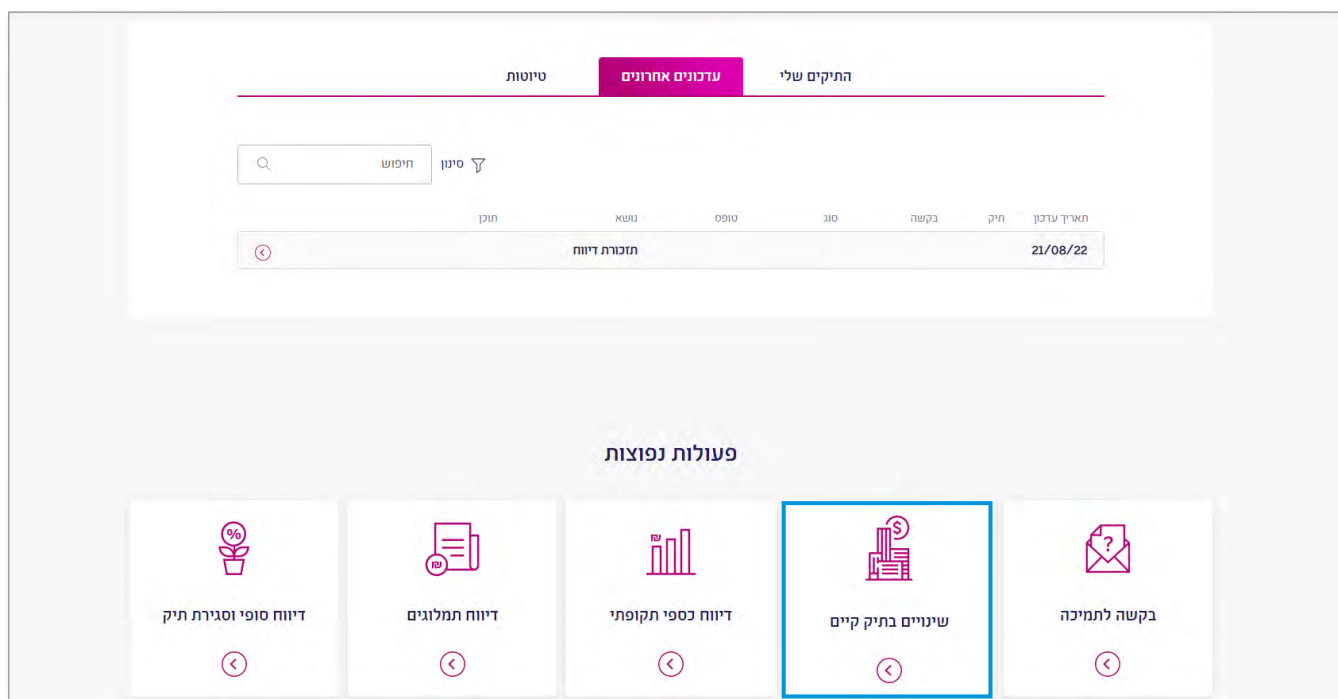 התיקים שלי עדכונים אחרונים טיוטות
סינון חיפוש
תאריך עדכון תיק בקשה סוג טופס נושא תוכן
21/08/22 תזכורת דיווח
פעולות נפוצות
בקשה לתמיכה שינויים בתיק קיים דיווח כספי תקופתי דיווח תמלוגים דיווח סופי וסגירת תיק